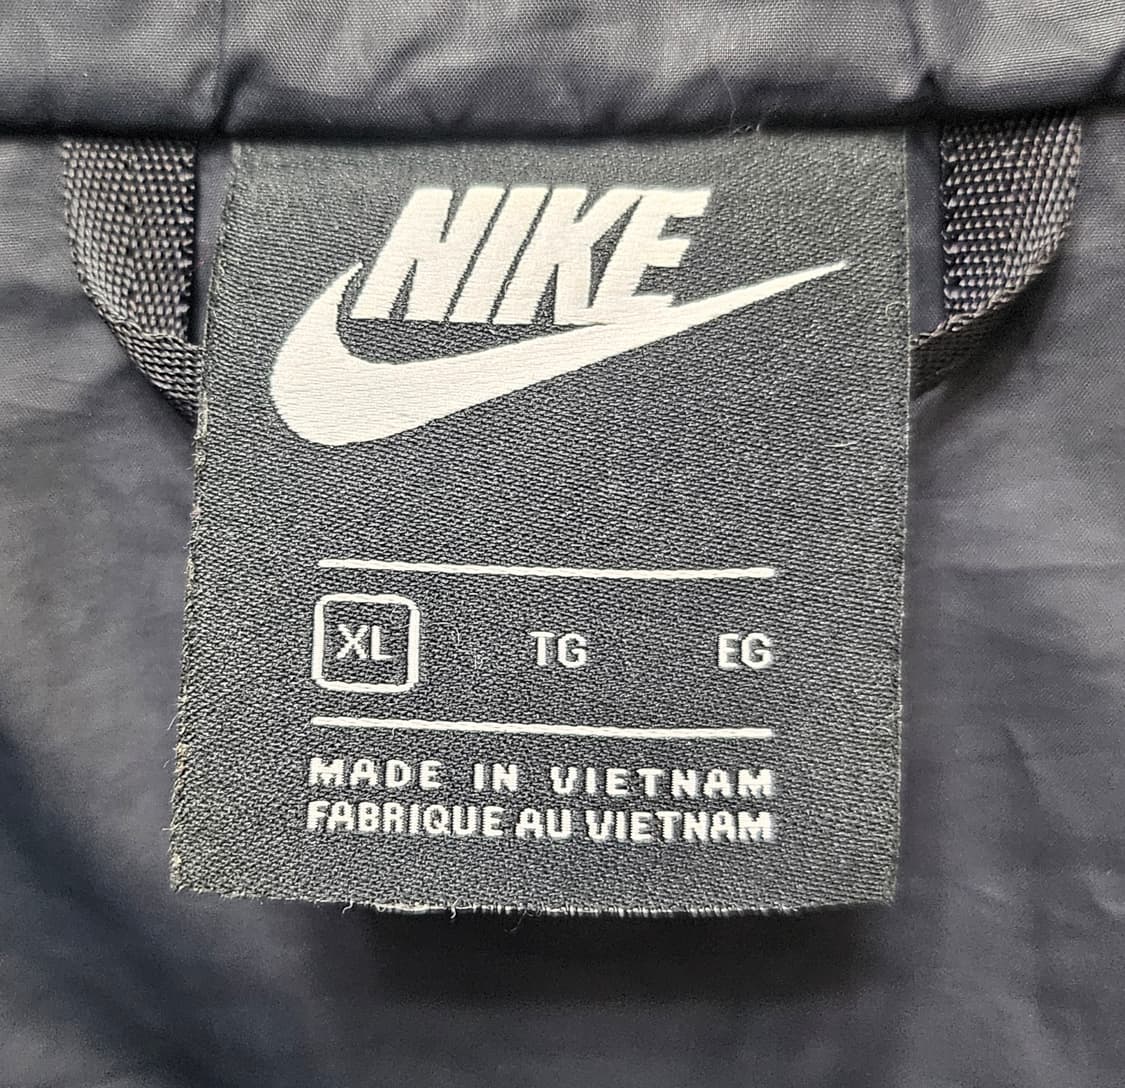 NIKE
XL TG EG
MADE IN VIETNAM
FABRIQUE AU VIETNAM